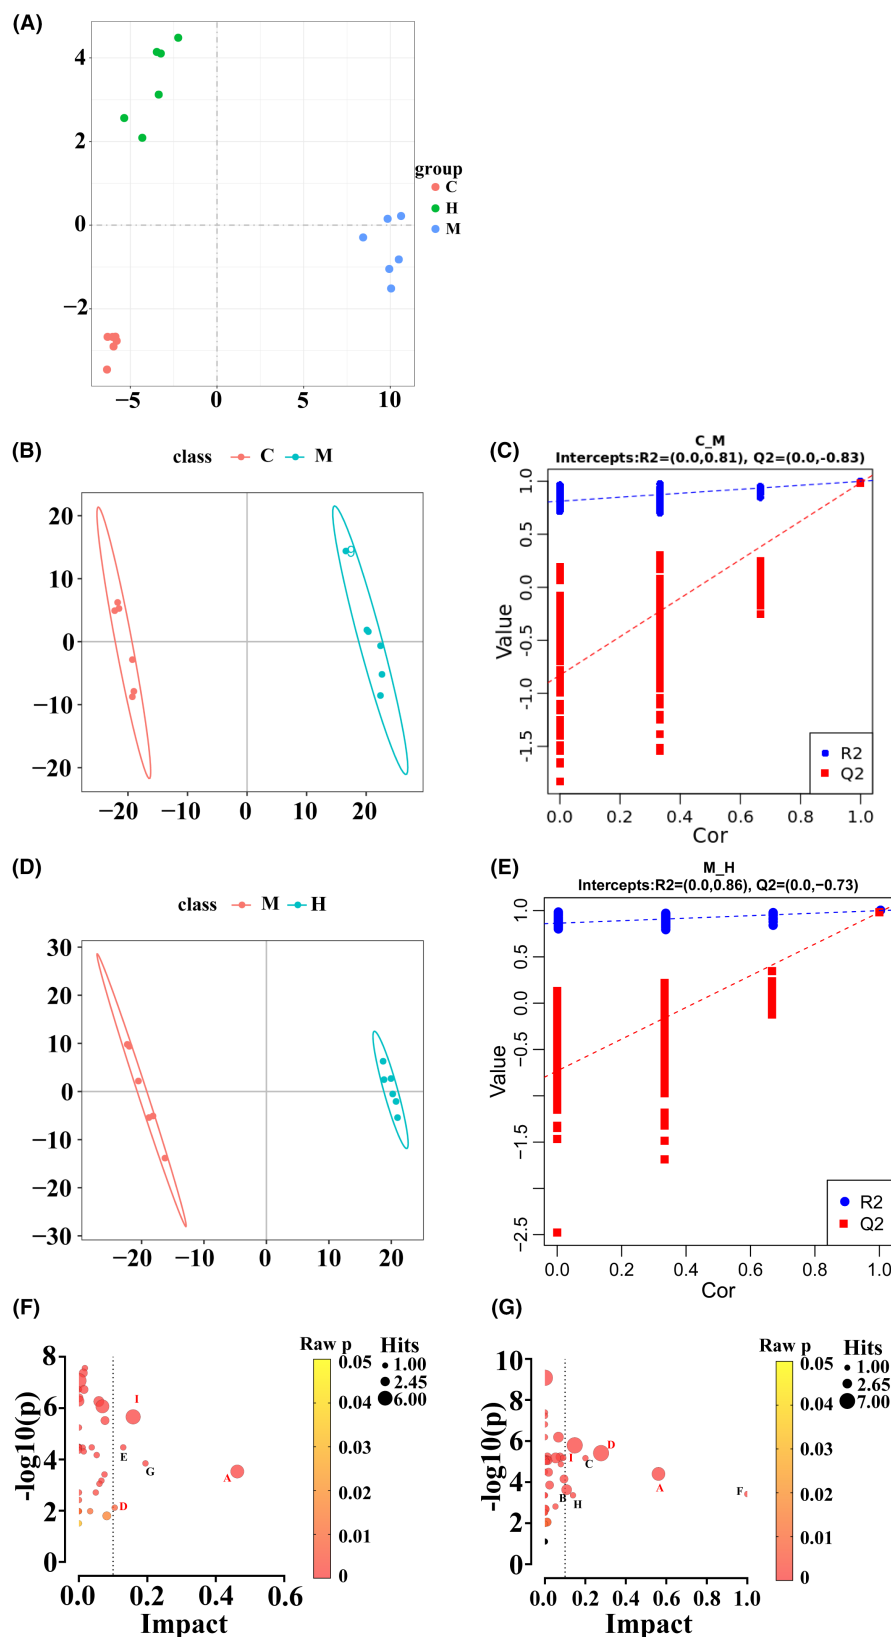 (A)
4
2
0
−2
−5
0
5
10
group
C
H
M
(B)
class C M
20
10
0
−10
−20
−20 −10 0 10 20
(C)
C_M
Intercepts:R2=(0.0,0.81), Q2=(0.0,-0.83)
Value
1.0
0.5
0.0
-0.5
-1.0
-1.5
R2
Q2
0.0 0.2 0.4 0.6 0.8 1.0
Cor
(D)
class M H
30
20
10
0
−10
−20
−30
−20 −10 0 10 20
(E)
M_H
Intercepts:R2=(0.0,0.86), Q2=(0.0,−0.73)
Value
1.0
0.5
0.0
−0.5
−1.5
−2.5
R2
Q2
0.0 0.2 0.4 0.6 0.8 1.0
Cor
(F)
-log10(p)
8
6
4
2
0
I
E
G
A
D
0.0 0.2 0.4 0.6
Impact
Raw p
0.05
0.04
0.03
0.02
0.01
0
Hits
1.00
2.45
6.00
(G)
-log10(p)
10
8
6
4
2
0
D
I
C
A
F
B
H
0.0 0.2 0.4 0.6 0.8 1.0
Impact
Raw p
0.05
0.04
0.03
0.02
0.01
0
Hits
1.00
2.65
7.00